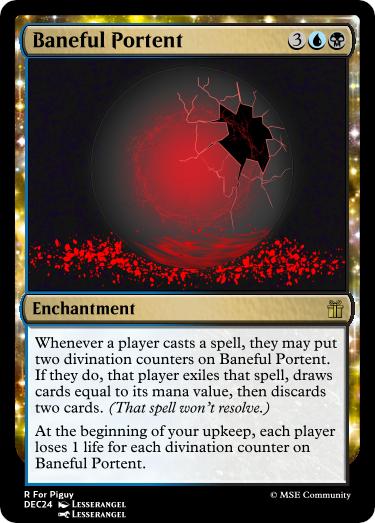 Baneful Portent 3
Enchantment
Whenever a player casts a spell, they may put
two divination counters on Baneful Portent.
If they do, that player exiles that spell, draws
cards equal to its mana value, then discards
two cards. (That spell won't resolve.)
At the beginning of your upkeep, each player
loses 1 life for each divination counter on
Baneful Portent.
R For Piguy
DEC24 Lesserangel © MSE Community
Lesserangel